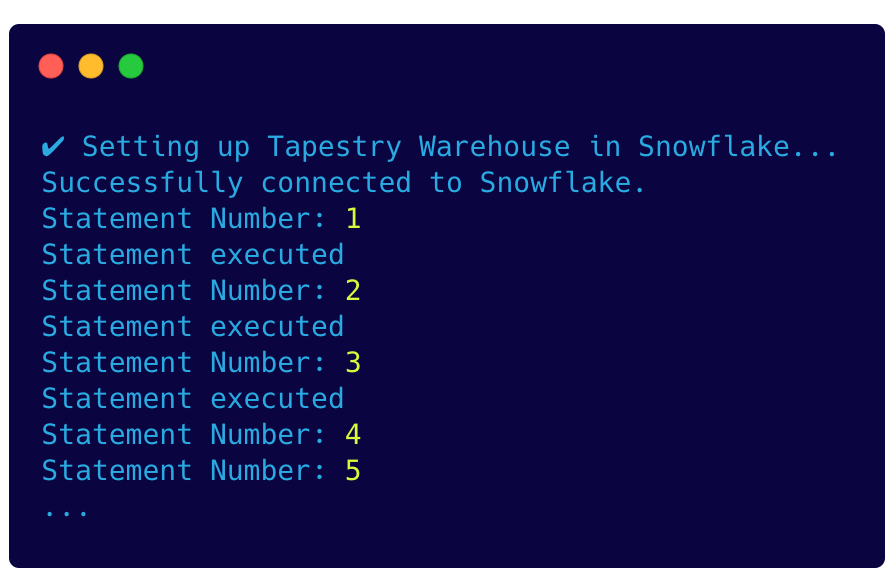 ✔ Setting up Tapestry Warehouse in Snowflake...
Successfully connected to Snowflake.
Statement Number: 1
Statement executed
Statement Number: 2
Statement executed
Statement Number: 3
Statement executed
Statement Number: 4
Statement Number: 5
...